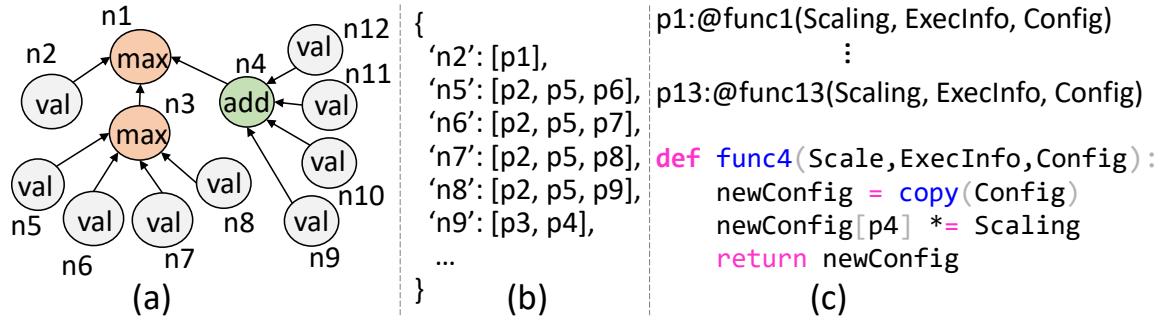 n1
n2
max
val
n3
max
n4
add
n12
val
n11
val
val
n10
val
n9
val
n5
val
n6
val
n7
val
n8
(a)
{
‘n2’: [p1],
‘n5’: [p2, p5, p6],
‘n6’: [p2, p5, p7],
‘n7’: [p2, p5, p8],
‘n8’: [p2, p5, p9],
‘n9’: [p3, p4],
...
}
(b)
p1:@func1(Scaling, ExecInfo, Config)
⋮
p13:@func13(Scaling, ExecInfo, Config)
def func4(Scale,ExecInfo,Config):
newConfig = copy(Config)
newConfig[p4] *= Scaling
return newConfig
(c)